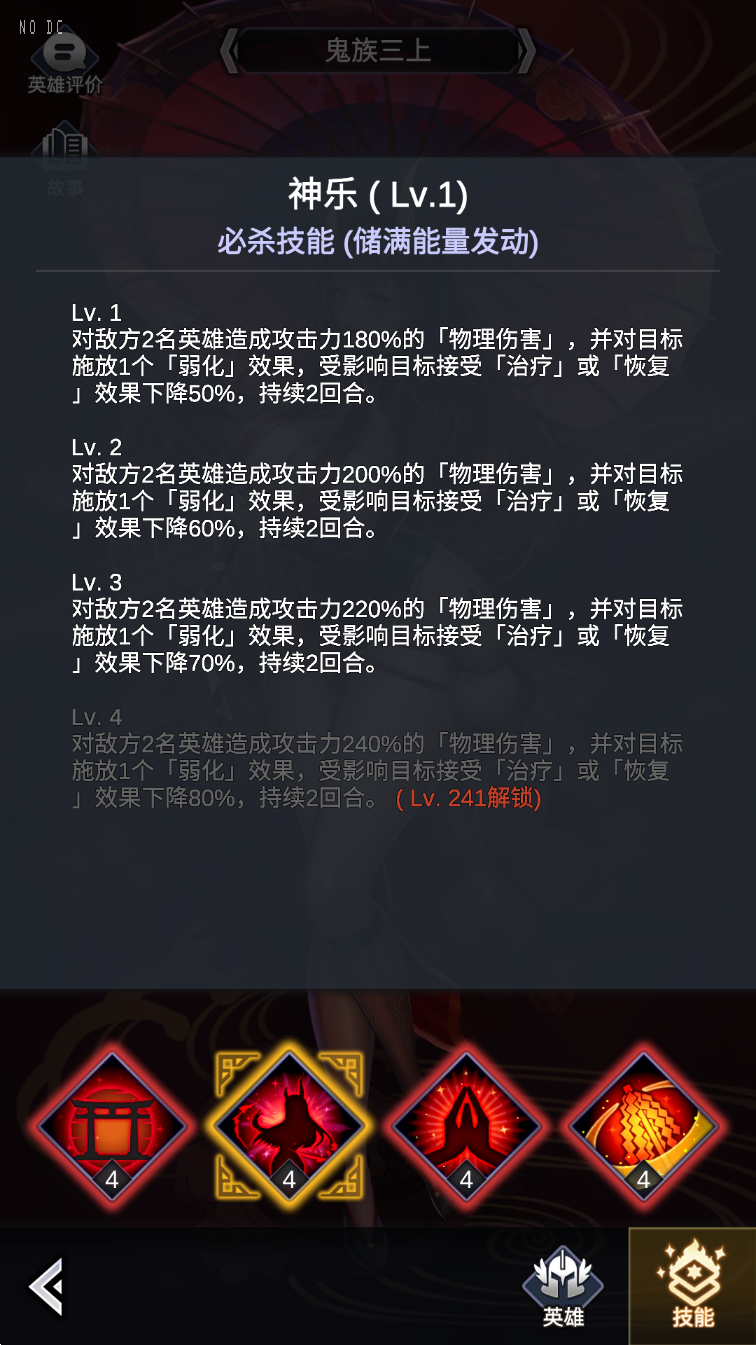 NO DC
鬼族三上
英雄评价
故事
神乐 ( Lv.1)
必杀技能 (储满能量发动)
Lv. 1
对敌方2名英雄造成攻击力180%的「物理伤害」，并对目标
施放1个「弱化」效果，受影响目标接受「治疗」或「恢复
」效果下降50%，持续2回合。
Lv. 2
对敌方2名英雄造成攻击力200%的「物理伤害」，并对目标
施放1个「弱化」效果，受影响目标接受「治疗」或「恢复
」效果下降60%，持续2回合。
Lv. 3
对敌方2名英雄造成攻击力220%的「物理伤害」，并对目标
施放1个「弱化」效果，受影响目标接受「治疗」或「恢复
」效果下降70%，持续2回合。
Lv. 4
对敌方2名英雄造成攻击力240%的「物理伤害」，并对目标
施放1个「弱化」效果，受影响目标接受「治疗」或「恢复
」效果下降80%，持续2回合。 ( Lv. 241解锁)
4 4 4 4
英雄
技能